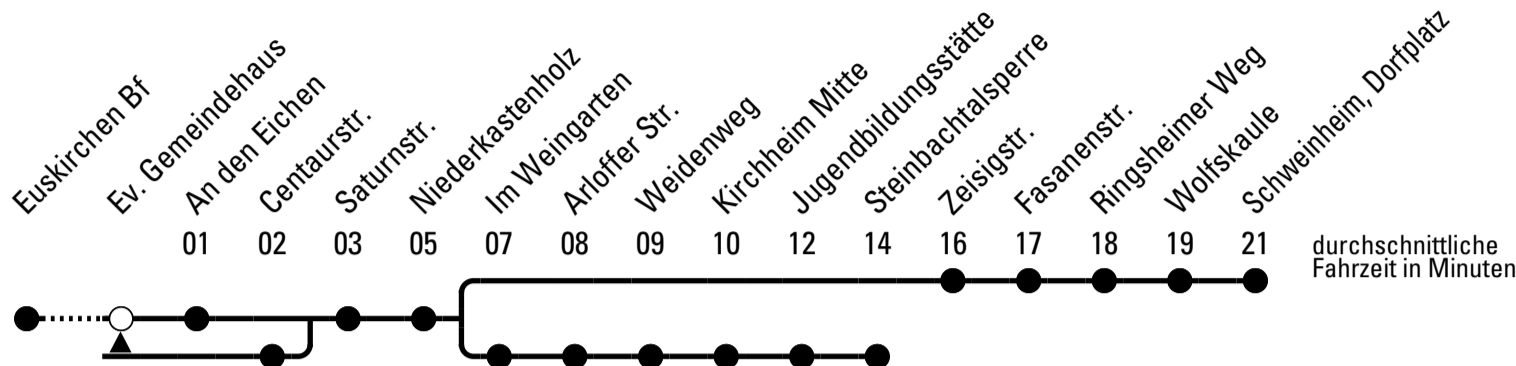 Euskirchen Bf
Ev. Gemeindehaus
An den Eichen
Centaurstr.
Saturnstr.
Niederkastenholz
Im Weingarten
Arloffer Str.
Weidenweg
Kirchheim Mitte
Jugendbildungsstätte
Steinbachtalsperre
Zeisigstr.
Fasanenstr.
Ringsheimer Weg
Wolfskaule
Schweinheim, Dorfplatz
01 02 03 05 07 08 09 10 12 14 16 17 18 19 21
durchschnittliche
Fahrzeit in Minuten